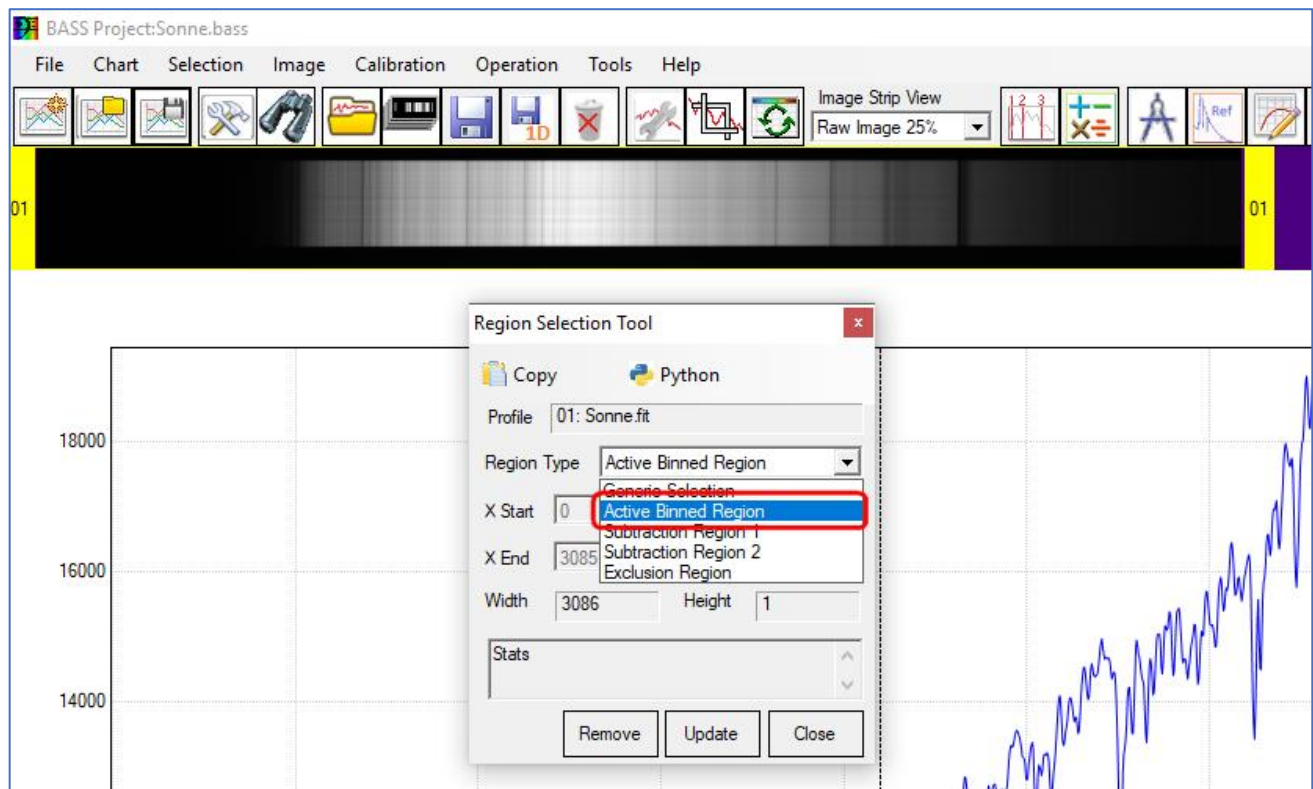 BASS Project:Sonne.bass
File Chart Selection Image Calibration Operation Tools Help
Image Strip View
1D
Raw Image 25%
1 2 3
Ref
01
01
Region Selection Tool
x
Copy Python
Profile 01: Sonne.fit
18000
Region Type Active Binned Region
Generic Selection
X Start 0 Active Binned Region
Subtraction Region 1
X End 3085 Subtraction Region 2
16000
Exclusion Region
Width 3086 Height 1
Stats
14000
Remove Update Close